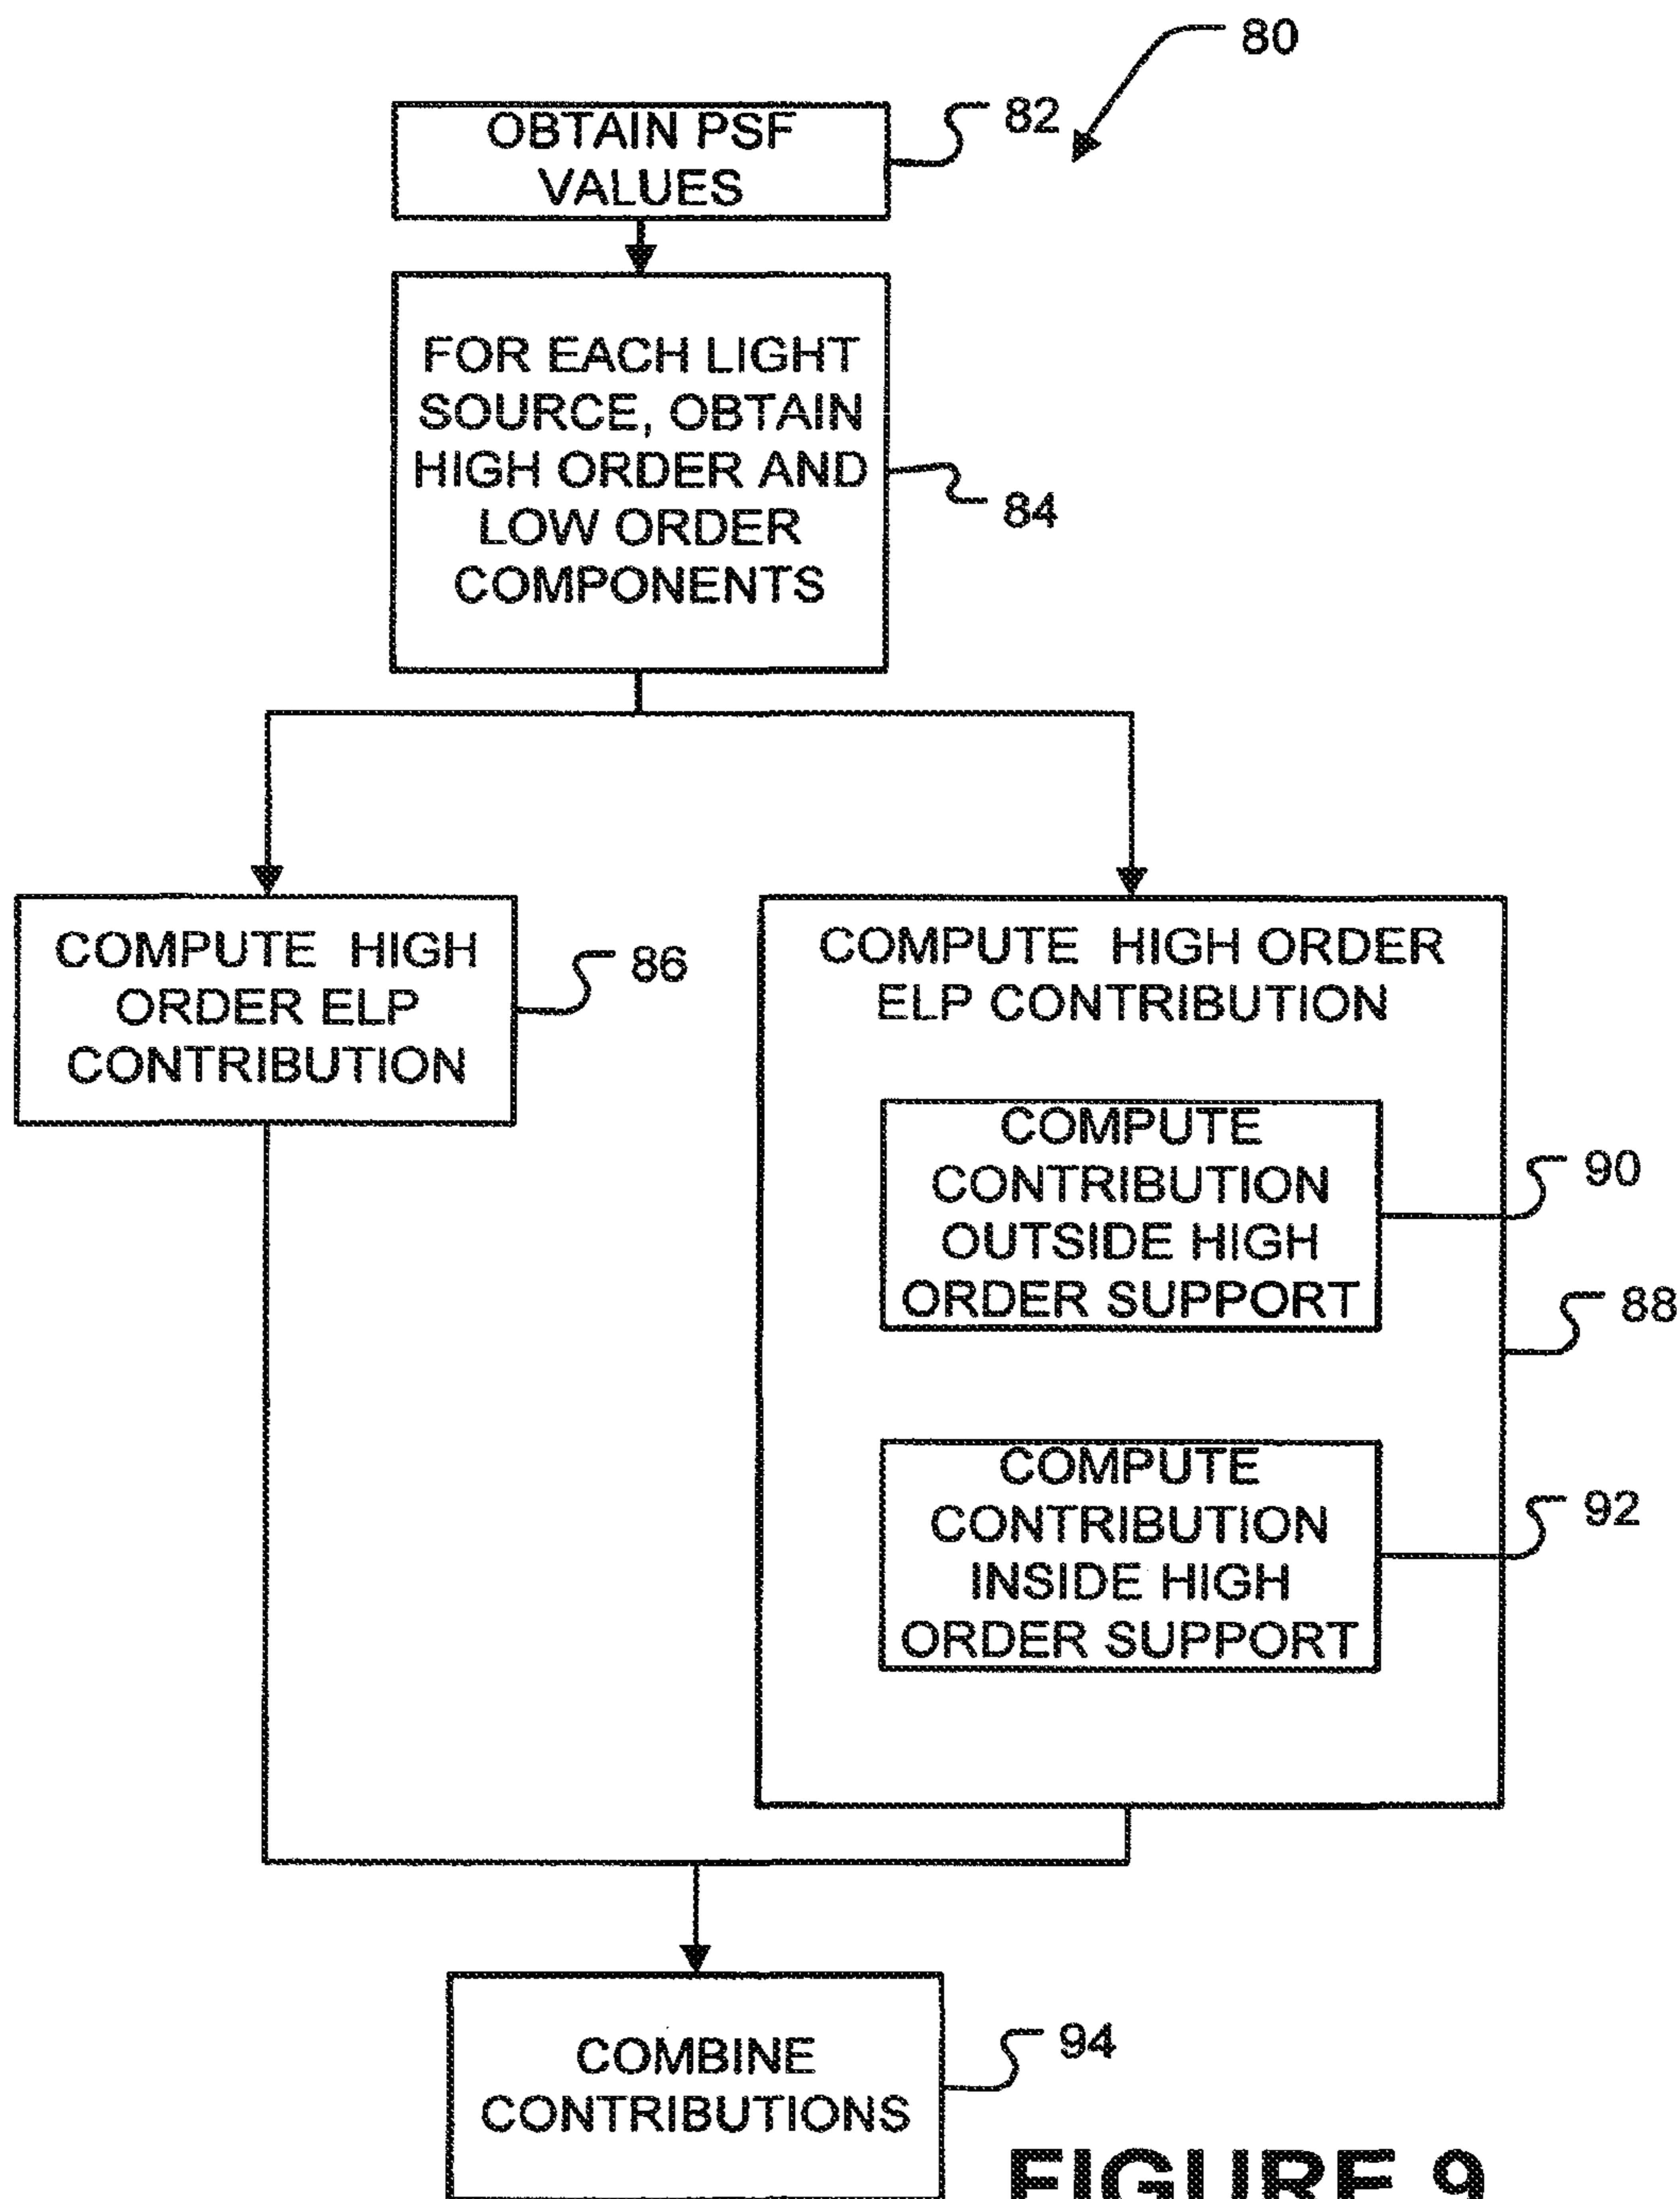 80
OBTAIN PSF
VALUES
82
FOR EACH LIGHT
SOURCE, OBTAIN
HIGH ORDER AND
LOW ORDER
COMPONENTS
84
COMPUTE HIGH
ORDER ELP
CONTRIBUTION
86
COMPUTE HIGH ORDER
ELP CONTRIBUTION
COMPUTE
CONTRIBUTION
OUTSIDE HIGH
ORDER SUPPORT
90
88
COMPUTE
CONTRIBUTION
INSIDE HIGH
ORDER SUPPORT
92
COMBINE
CONTRIBUTIONS
94
FIGURE 9